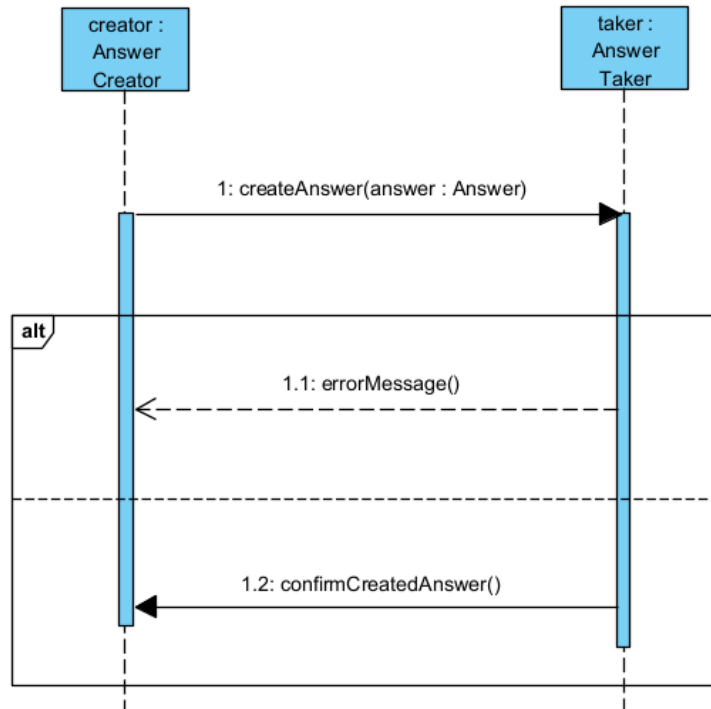 creator :
Answer
Creator
taker :
Answer
Taker
1: createAnswer(answer : Answer)
alt
1.1: errorMessage()
1.2: confirmCreatedAnswer()